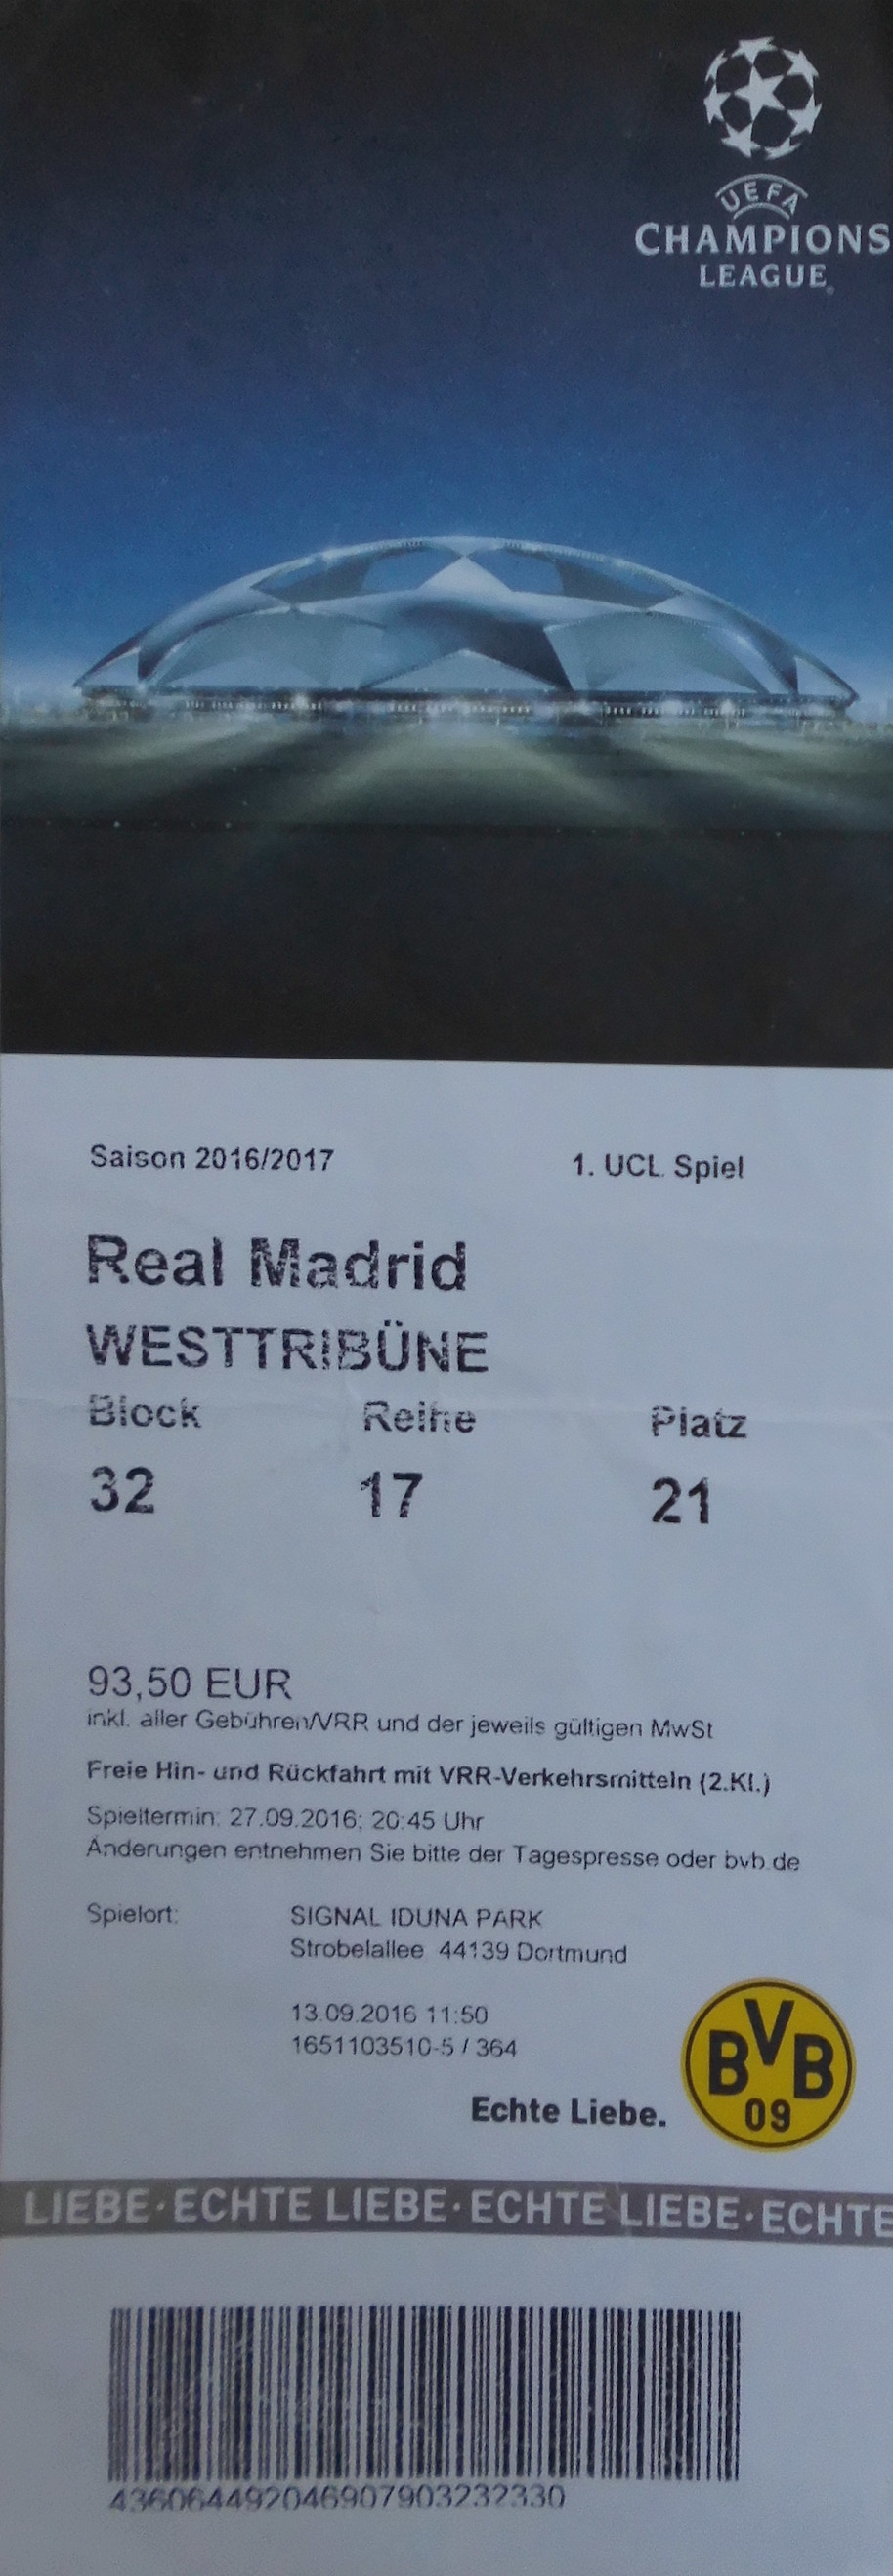 UEFA
CHAMPIONS
LEAGUE
Saison 2016/2017 1. UCL Spiel
Real Madrid
WESTTRIBÜNE
Block Reihe Platz
32 17 21
93,50 EUR
inkl. aller Gebühren/VRR und der jeweils gültigen MwSt
Freie Hin- und Rückfahrt mit VRR-Verkehrsmitteln (2.Kl.)
Spieltermin: 27.09.2016; 20:45 Uhr
Änderungen entnehmen Sie bitte der Tagespresse oder bvb.de
Spielort: SIGNAL IDUNA PARK
Strobelallee 44139 Dortmund
13.09.2016 11:50
1651103510-5 / 364
BVB
09
Echte Liebe.
LIEBE·ECHTE LIEBE·ECHTE LIEBE·ECHTE
436064492046907903232330